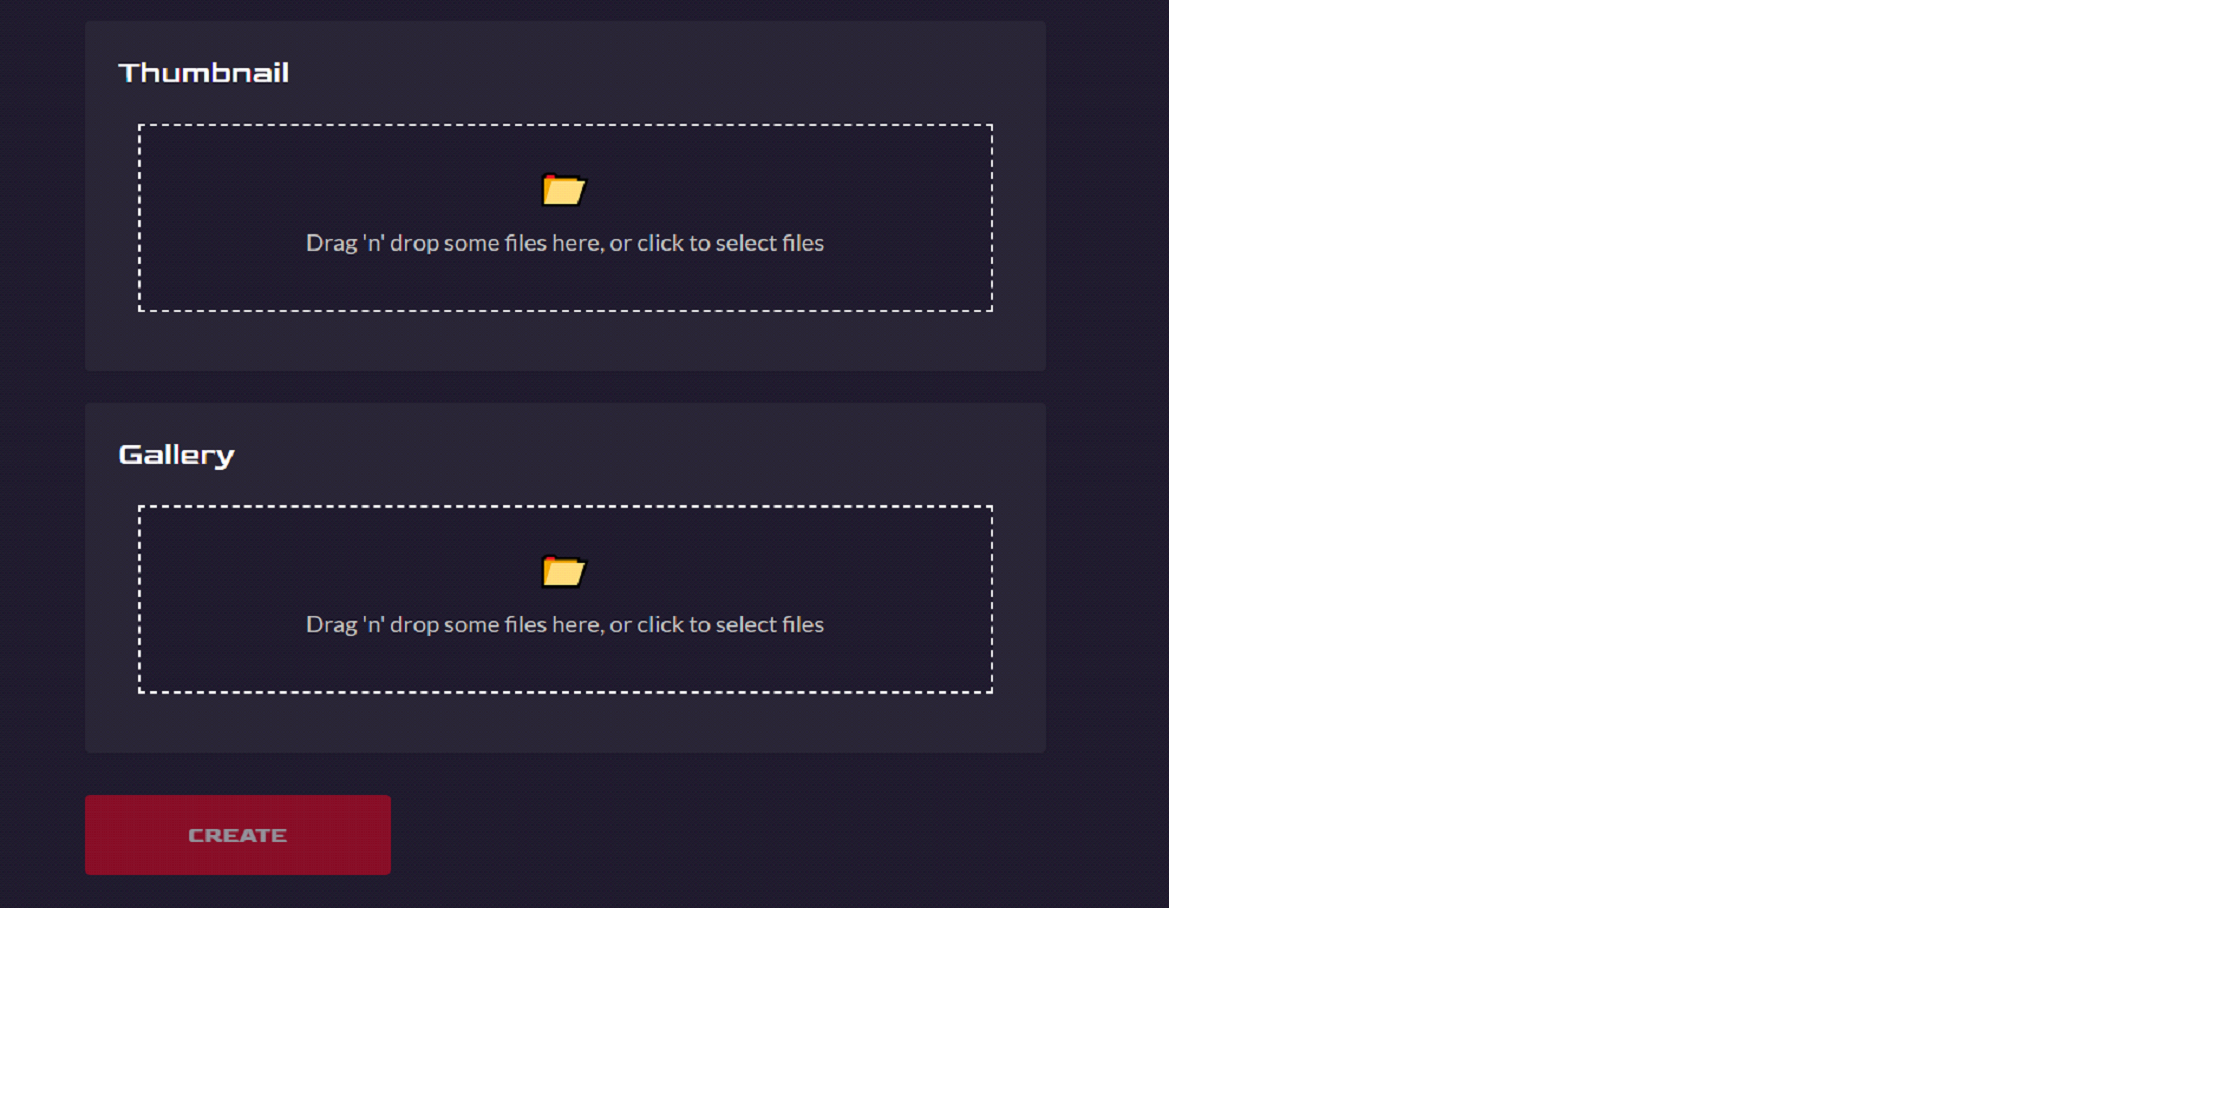 Thumbnail
Drag 'n' drop some files here, or click to select files
Gallery
Drag 'n' drop some files here, or click to select files
CREATE